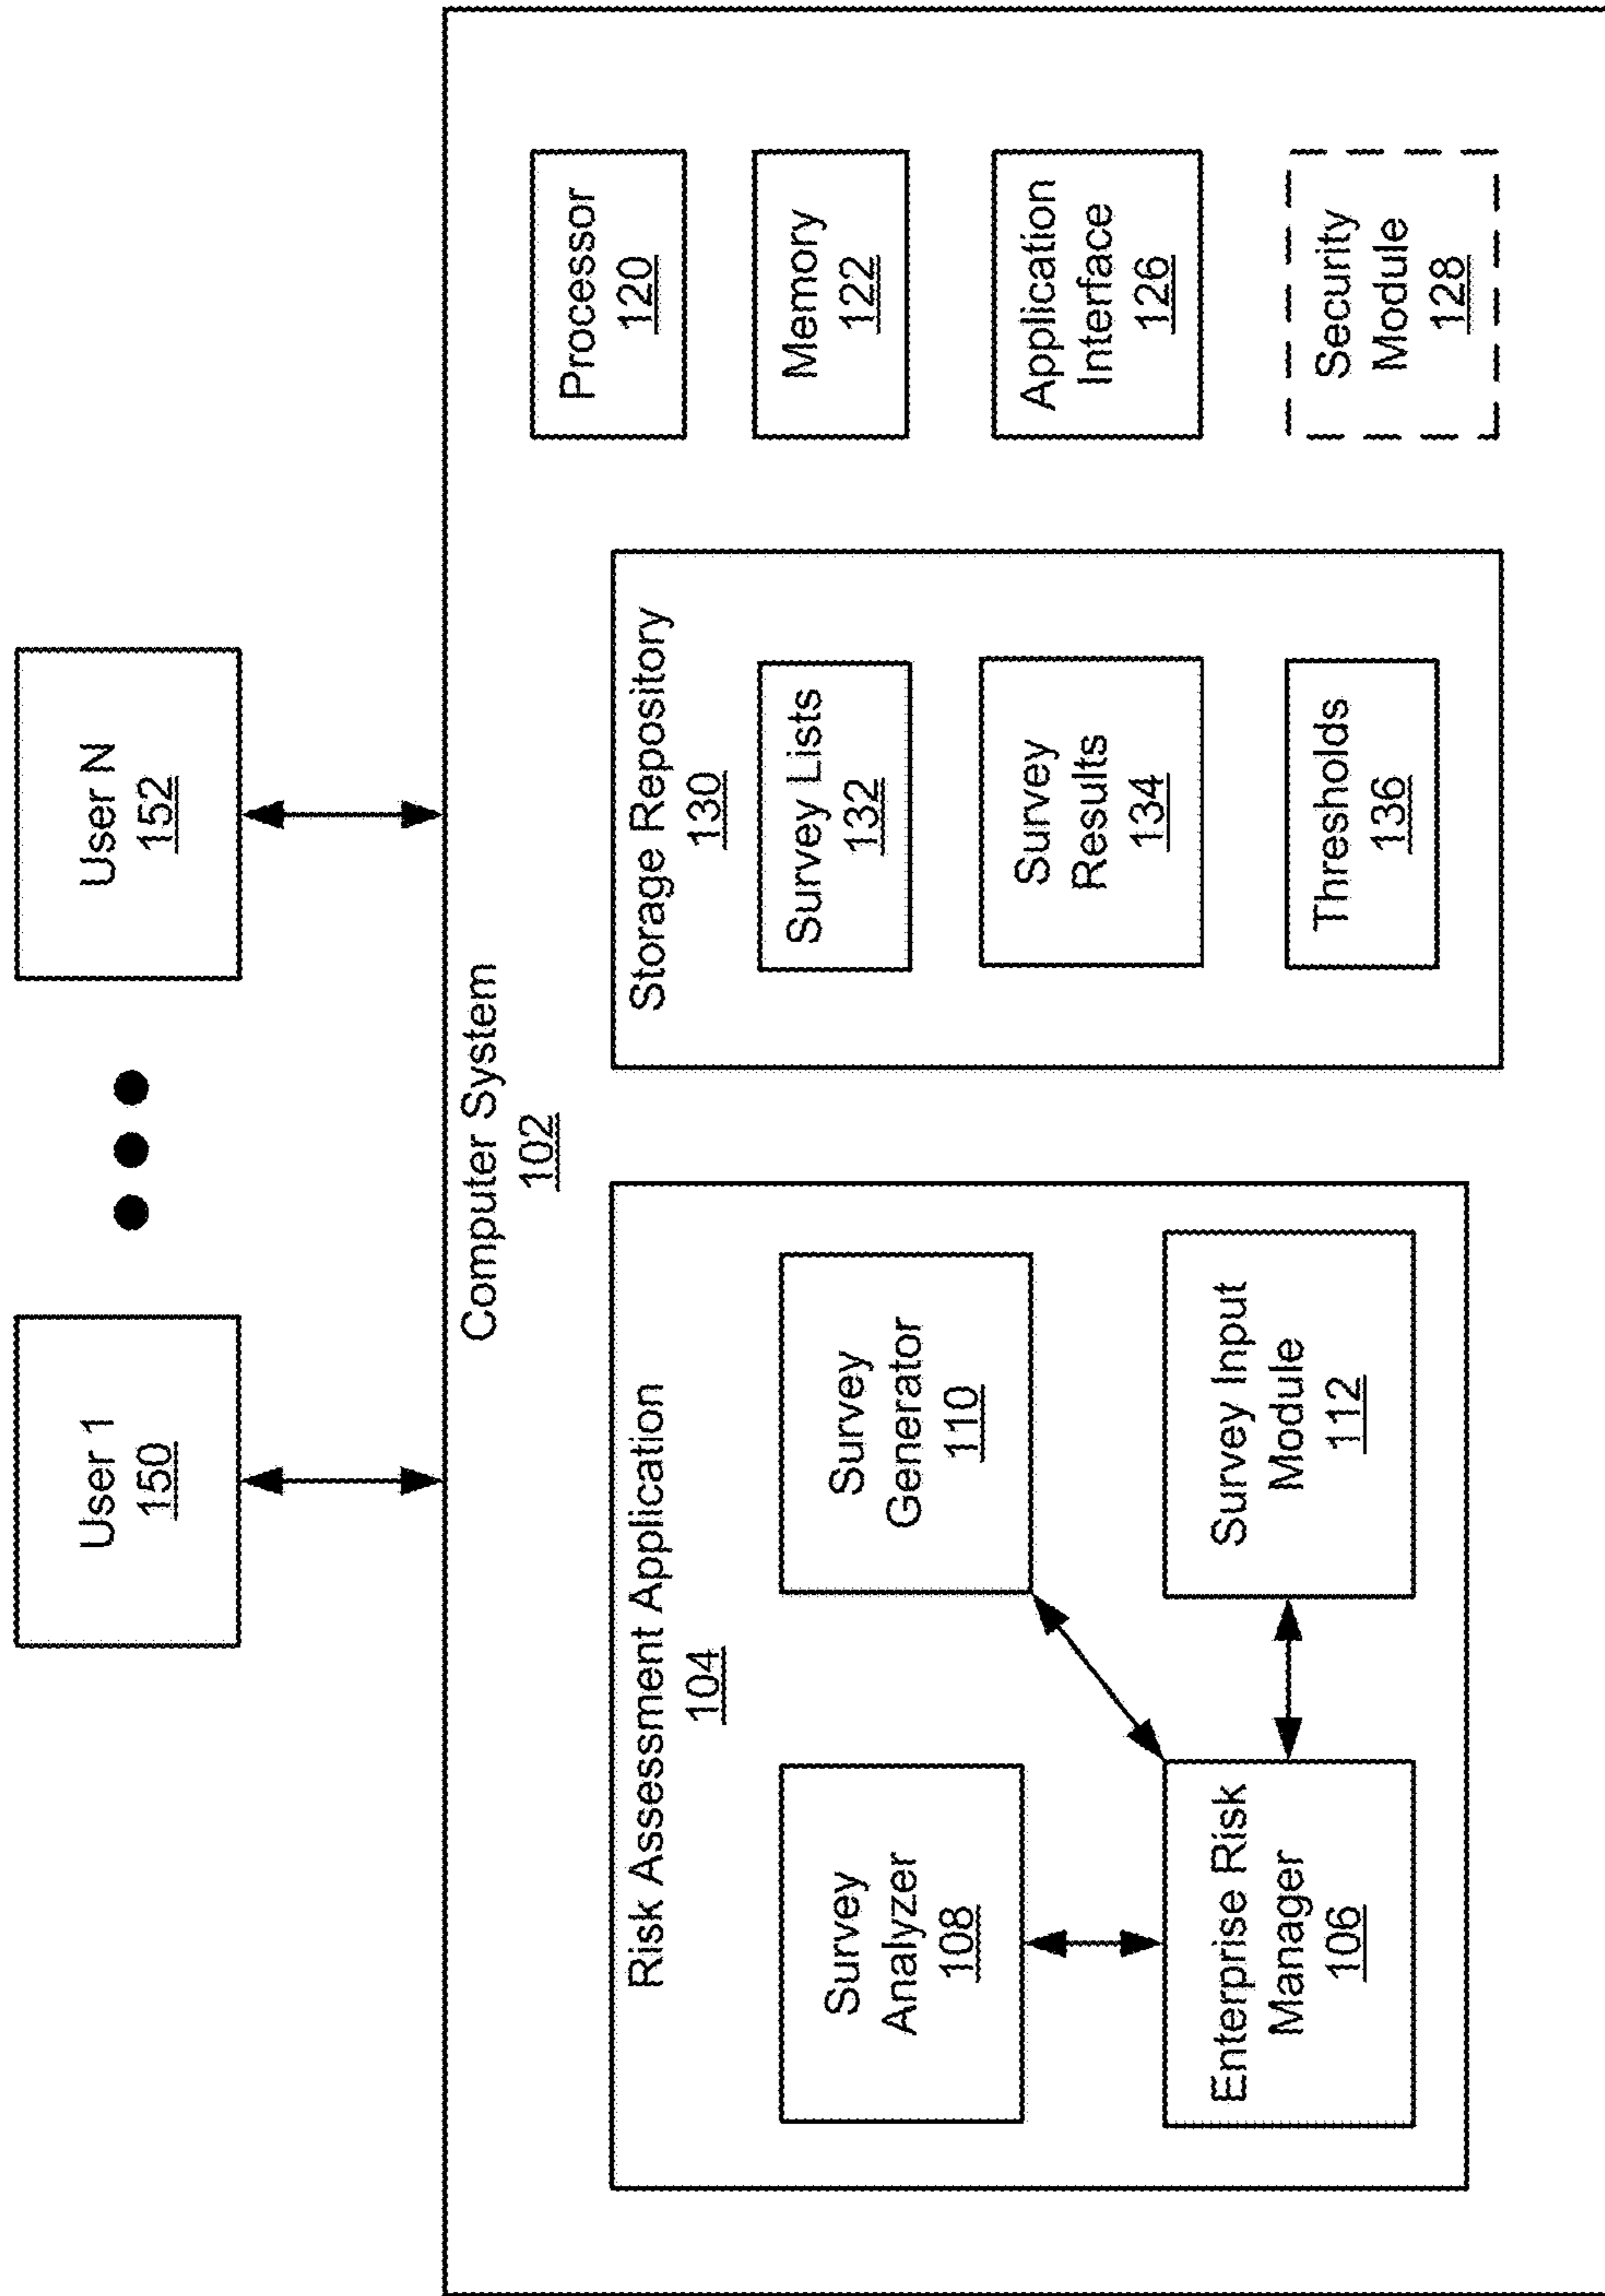 User 1
150
User N
152
Computer System
102
Risk Assessment Application
104
Survey
Analyzer
108
Survey
Generator
110
Enterprise Risk
Manager
106
Survey Input
Module
112
Storage Repository
130
Survey Lists
132
Survey
Results
134
Thresholds
136
Processor
120
Memory
122
Application
Interface
126
Security
Module
128